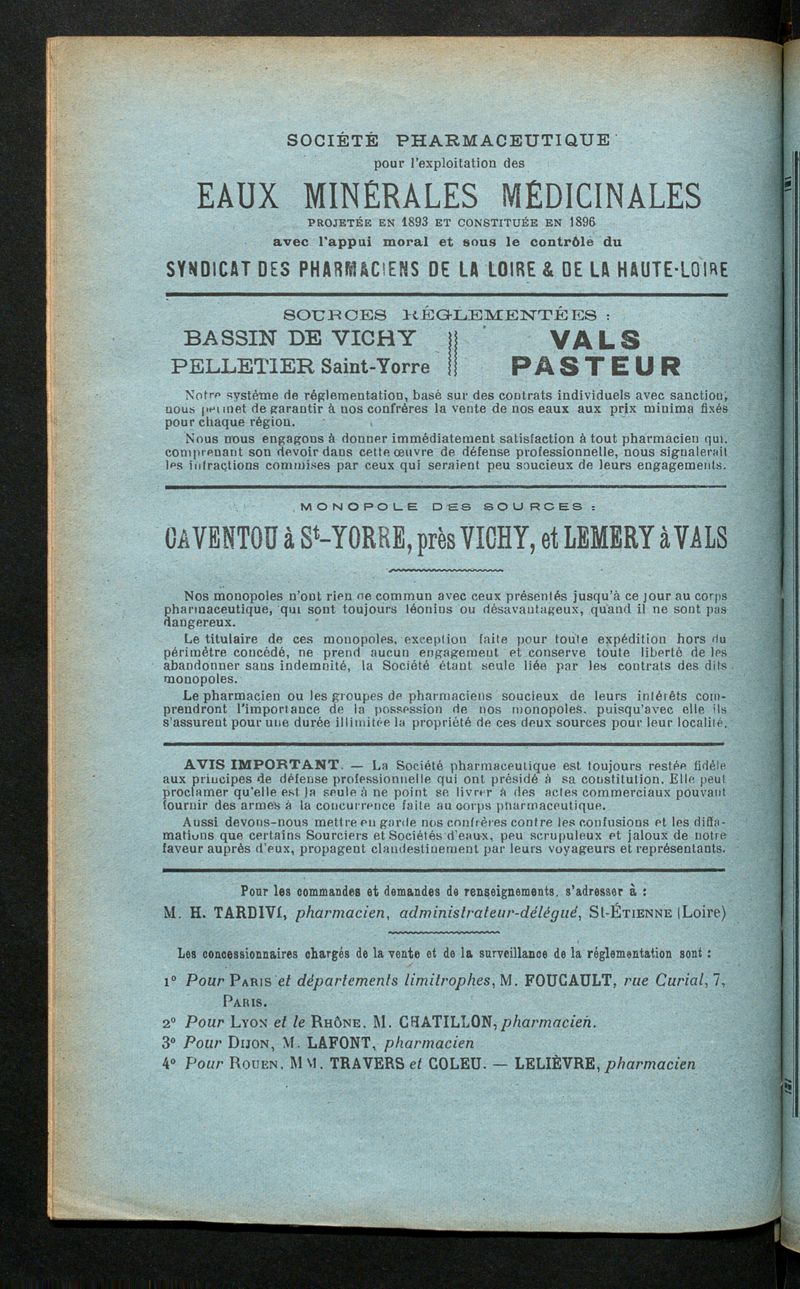 SOCIÉTÉ PHARMACEUTIQUE
pour l'exploitation des
EAUX MINÉRALES MÉDICINALES
PROJETÉE EN 1893 ET CONSTITUÉE EN 1896
avec l'appui moral et sous le contrôle du
SYNDICAT DES PHARMACIENS DE LA LOIRE & DE LA HAUTE-LOIRE
SOURCES RÉGLEMENTÉES :
BASSIN DE VICHY
PELLETIER Saint-Yorre
VALS
PASTEUR
Notre système de réglementation, basé sur des contrats individuels avec sanction,
nous permet de garantir à nos confrères la vente de nos eaux aux prix minima fixés
pour chaque région.
Nous nous engageons à donner immédiatement satisfaction à tout pharmacien qui,
comprenant son devoir dans cette œuvre de défense professionnelle, nous signalerait
les infractions commises par ceux qui seraient peu soucieux de leurs engagements.
MONOPOLE DES SOURCES :
CAVENTOU à St-YORRE, près VICHY, et LEMERY à VALS
Nos monopoles n'ont rien de commun avec ceux présentés jusqu'à ce jour au corps
pharmaceutique, qui sont toujours léonins ou désavantageux, quand il ne sont pas
dangereux.
Le titulaire de ces monopoles, exception faite pour toute expédition hors du
périmètre concédé, ne prend aucun engagement et conserve toute liberté de les
abandonner sans indemnité, la Société étant seule liée par les contrats des dits
monopoles.
Le pharmacien ou les groupes de pharmaciens soucieux de leurs intérêts com-
prendront l'importance de la possession de nos monopoles, puisqu'avec elle ils
s'assurent pour une durée illimitée la propriété de ces deux sources pour leur localité.
AVIS IMPORTANT. — La Société pharmaceutique est toujours restée fidèle
aux principes de défense professionnelle qui ont présidé à sa constitution. Elle peut
proclamer qu'elle est la seule à ne point se livrer à des actes commerciaux pouvant
fournir des armes à la concurrence faite au corps pharmaceutique.
Aussi devons-nous mettre en garde nos confrères contre les confusions et les diffa-
mations que certains Sourciers et Sociétés d'eaux, peu scrupuleux et jaloux de notre
faveur auprès d'eux, propagent clandestinement par leurs voyageurs et représentants.
Pour les commandes et demandes de renseignements, s'adresser à :
M. H. TARDIVI, pharmacien, administrateur-délégué, St-ÉTIENNE (Loire)
Les concessionnaires chargés de la vente et de la surveillance de la réglementation sont :
1º Pour PARIS et départements limitrophes, M. FOUCAULT, rue Curial, 7,
PARIS.
2º Pour LYON et le RHÔNE, M. CHATILLON, pharmacien.
3º Pour DIJON, M. LAFONT, pharmacien
4º Pour ROUEN, MM. TRAVERS et COLEU. — LELIÈVRE, pharmacien